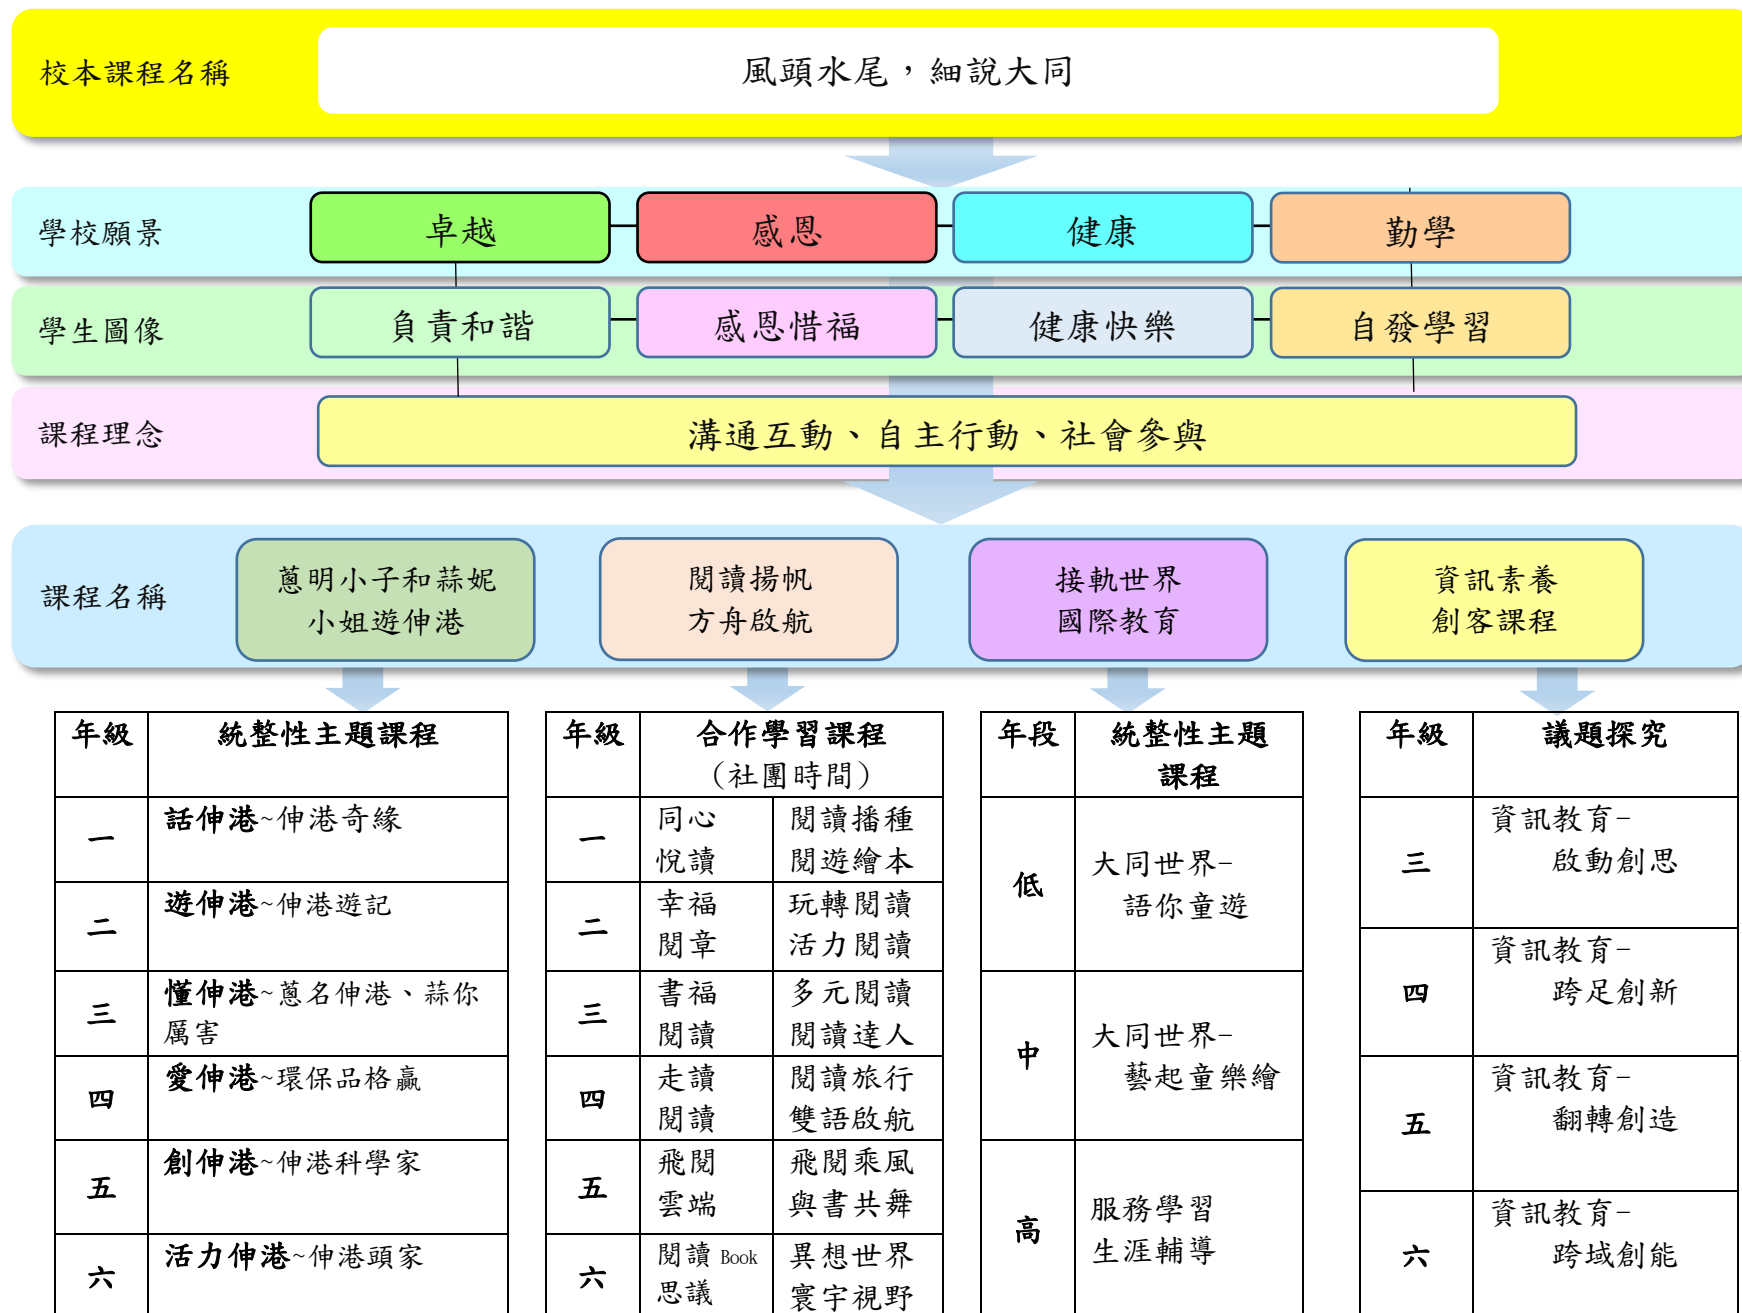 校本課程名稱
風頭水尾，細說大同
學校願景
卓越
感恩
健康
勤學
學生圖像
負責和諧
感恩惜福
健康快樂
自發學習
課程理念
溝通互動、自主行動、社會參與
課程名稱
蔥明小子和蒜妮
小姐遊伸港
閱讀揚帆
方舟啟航
接軌世界
國際教育
資訊素養
創客課程
年級
統整性主題課程
一
話伸港~伸港奇緣
二
遊伸港~伸港遊記
三
懂伸港~蔥名伸港、蒜你
厲害
四
愛伸港~環保品格贏
五
創伸港~伸港科學家
六
活力伸港~伸港頭家
年級
合作學習課程
（社團時間）
一
同心
悅讀
閱讀播種
閱遊繪本
二
幸福
閱章
玩轉閱讀
活力閱讀
三
書福
閱讀
多元閱讀
閱讀達人
四
走讀
閱讀
閱讀旅行
雙語啟航
五
飛閱
雲端
飛閱乘風
與書共舞
六
閱讀 Book
思議
異想世界
寰宇視野
年段
統整性主題
課程
低
大同世界-
語你童遊
中
大同世界-
藝起童樂繪
高
服務學習
生涯輔導
年級
議題探究
三
資訊教育-
啟動創思
四
資訊教育-
跨足創新
五
資訊教育-
翻轉創造
六
資訊教育-
跨域創能